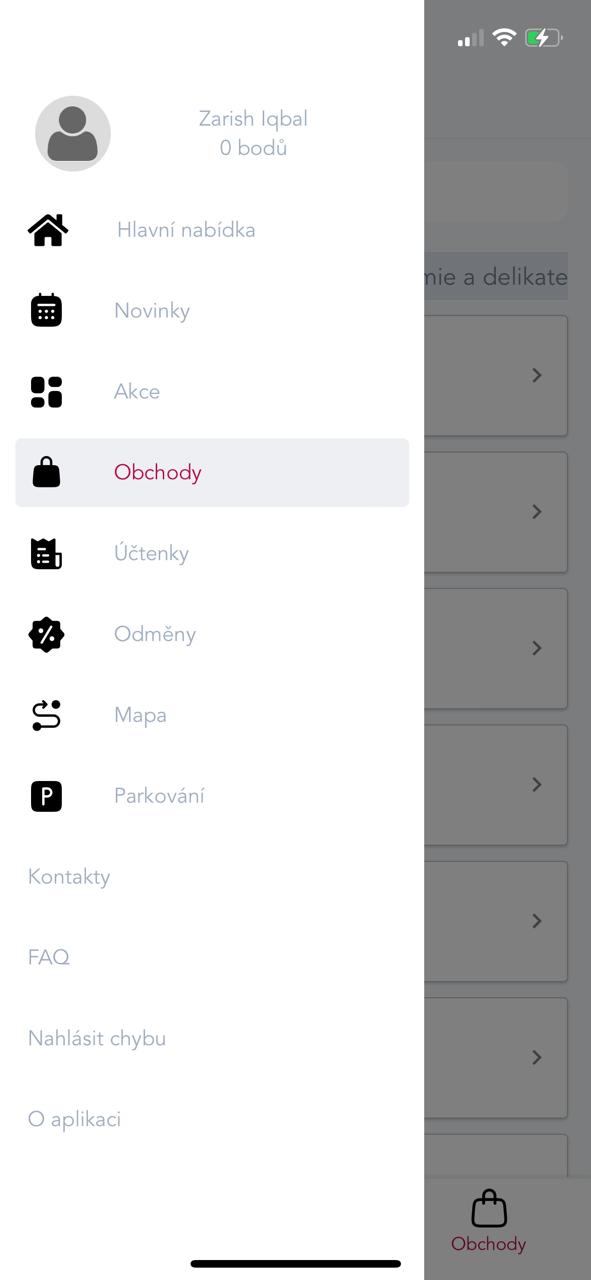 Zarish Iqbal
0 bodů
Hlavní nabídka
Novinky
Akce
Obchody
Účtenky
Odměny
Mapa
P
Parkování
Kontakty
FAQ
Nahlásit chybu
O aplikaci
a delikate
Obchody